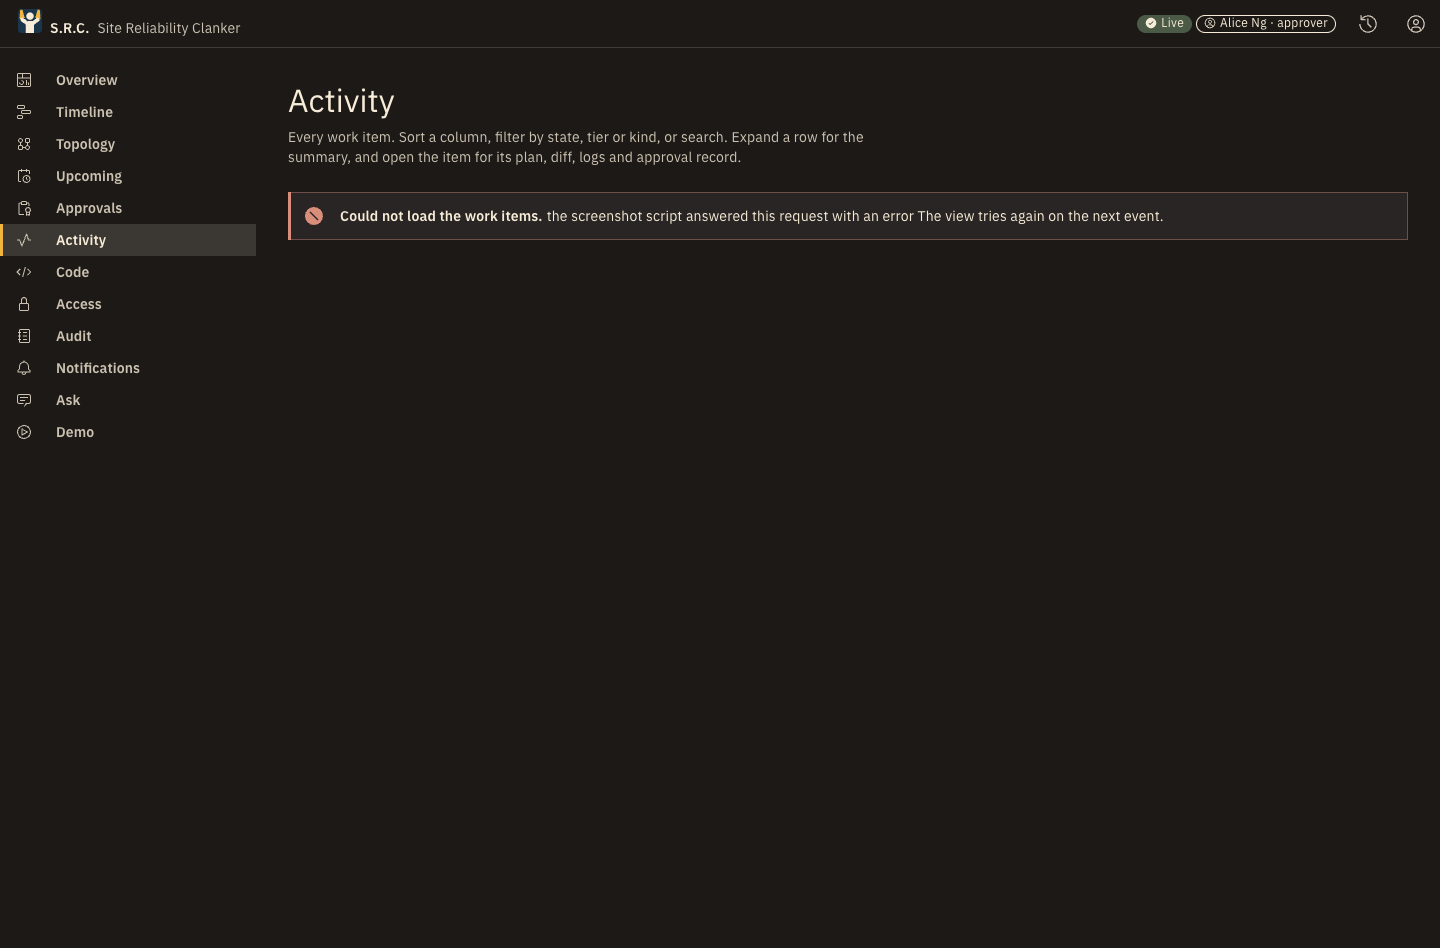 S.R.C. Site Reliability Clanker
Live
Alice Ng · approver
Overview
Timeline
Topology
Upcoming
Approvals
Activity
Code
Access
Audit
Notifications
Ask
Demo
Activity
Every work item. Sort a column, filter by state, tier or kind, or search. Expand a row for the
summary, and open the item for its plan, diff, logs and approval record.
Could not load the work items. the screenshot script answered this request with an error The view tries again on the next event.